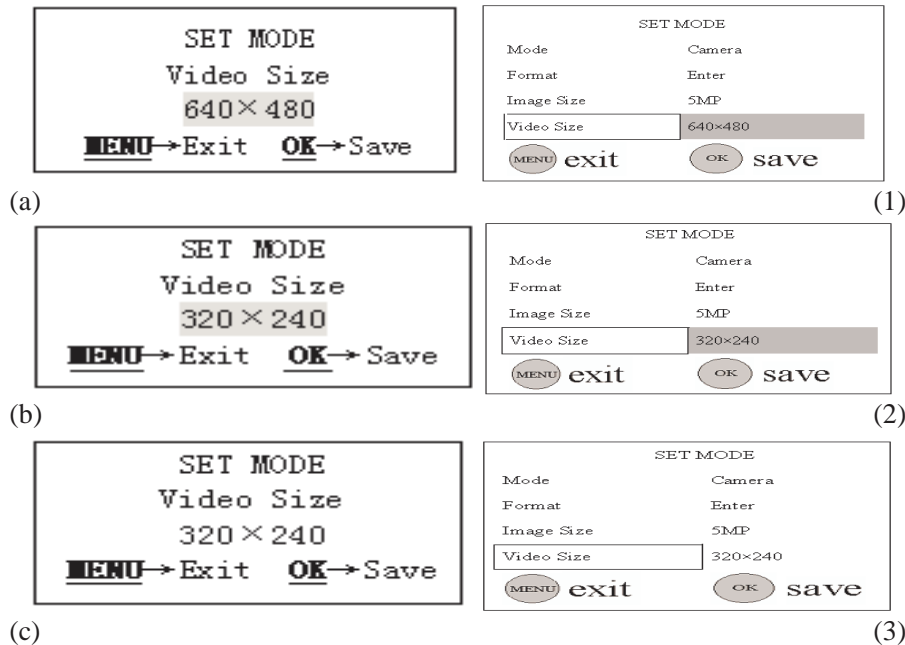 SET MODE
Video Size
640×480
MENU→Exit OK→Save
(a)
SET MODE
Mode Camera
Format Enter
Image Size 5MP
Video Size 640×480
MENU exit OK save
(1)
SET MODE
Video Size
320×240
MENU→Exit OK→Save
(b)
SET MODE
Mode Camera
Format Enter
Image Size 5MP
Video Size 320×240
MENU exit OK save
(2)
SET MODE
Video Size
320×240
MENU→Exit OK→Save
(c)
SET MODE
Mode Camera
Format Enter
Image Size 5MP
Video Size 320×240
MENU exit OK save
(3)